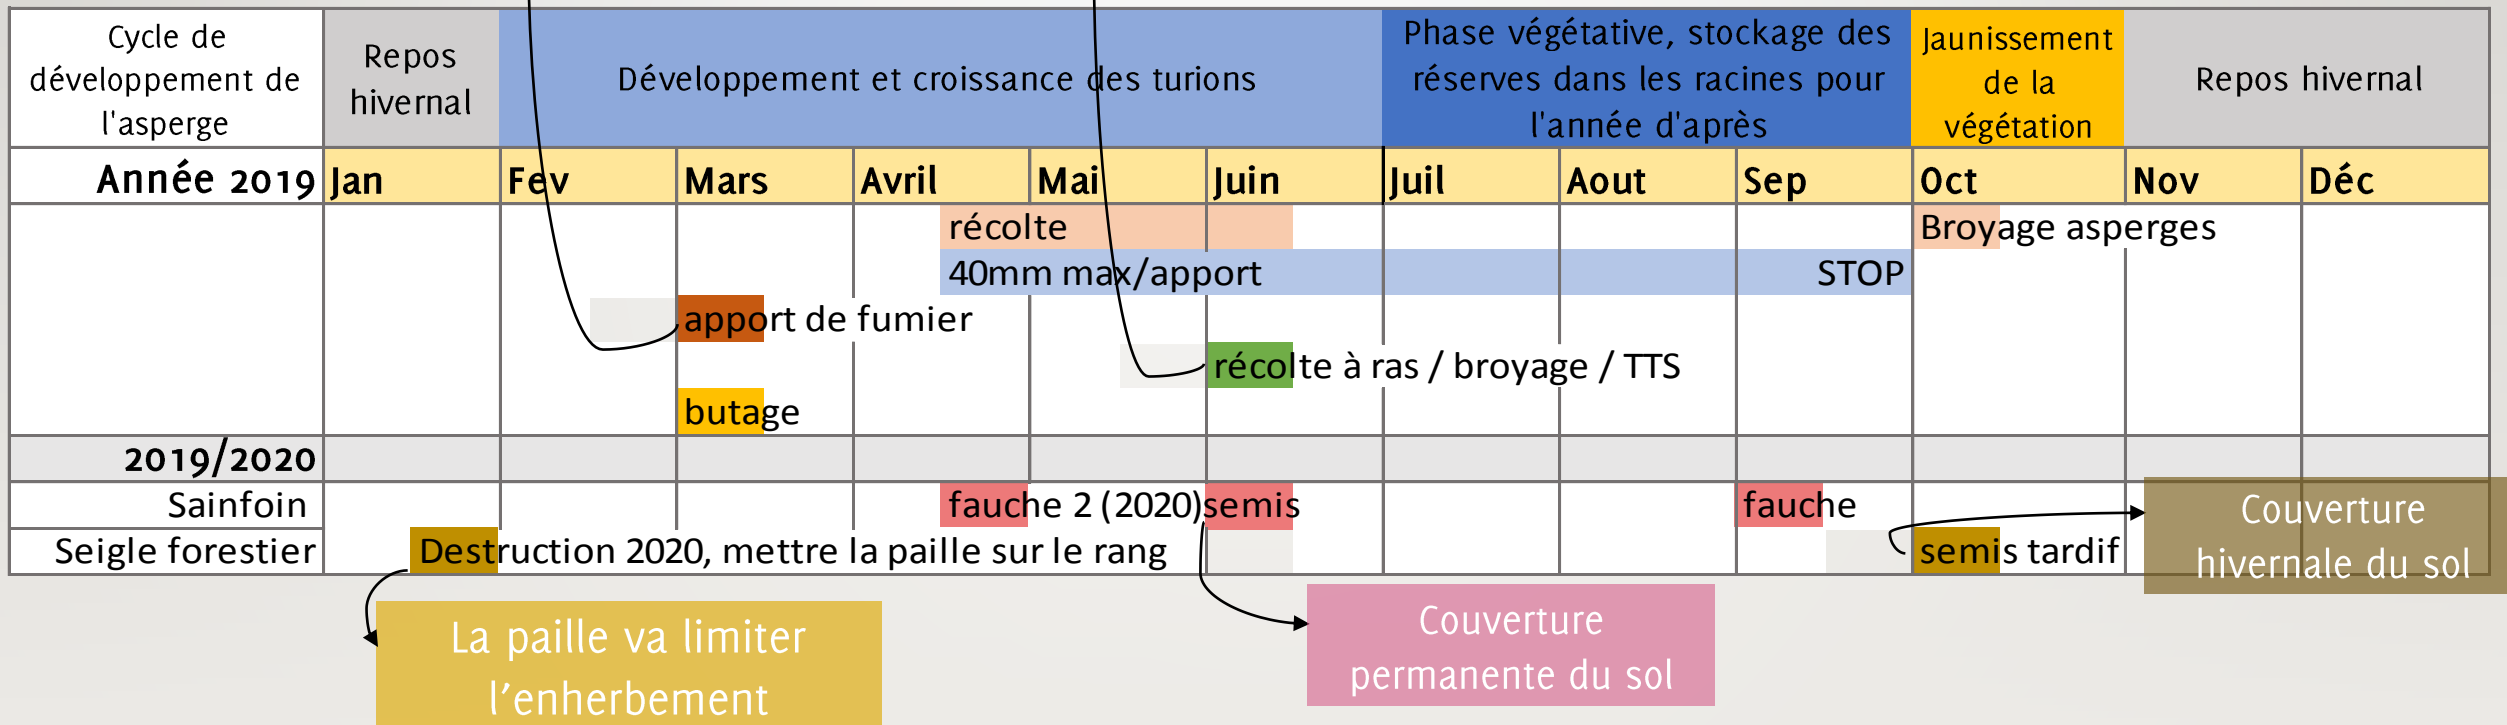 Cycle de
développement de
l'asperge
Repos
hivernal
Développement et croissance des turions
Phase végétative, stockage des
réserves dans les racines pour
l'année d'après
Jaunissement
de la
végétation
Repos hivernal
Année 2019 Jan Fev Mars Avril Mai Juin Juil Aout Sep Oct Nov Déc
récolte Broyage asperges
40mm max/apport STOP
apport de fumier
récolte à ras / broyage / TTS
butage
2019/2020
Sainfoin fauche 2 (2020) semis fauche
Seigle forestier Destruction 2020, mettre la paille sur le rang semis tardif
Couverture
hivernale du sol
La paille va limiter
l'enherbement
Couverture
permanente du sol